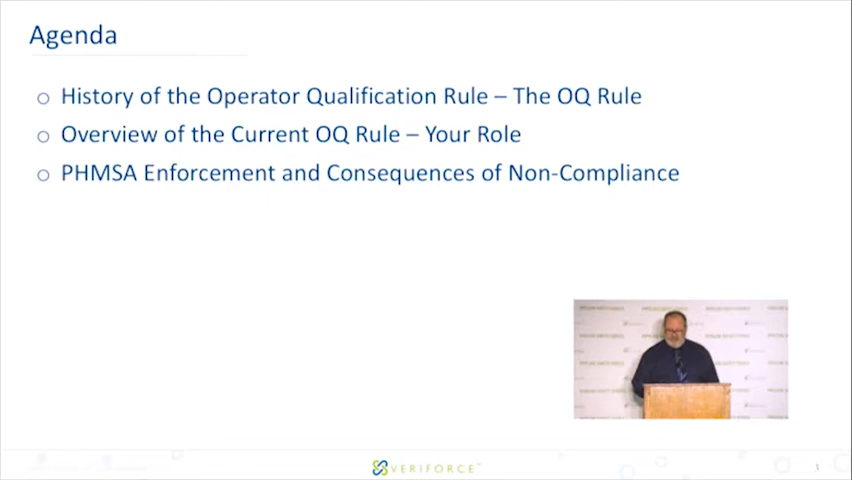 Agenda
History of the Operator Qualification Rule – The OQ Rule
Overview of the Current OQ Rule – Your Role
PHMSA Enforcement and Consequences of Non-Compliance
VERIFORCE™